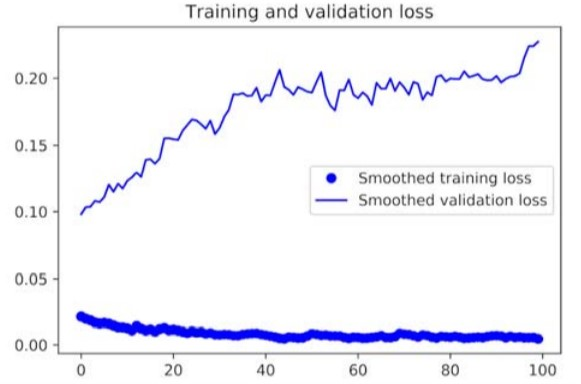 Training and validation loss
0.20
0.15
0.10
0.05
0.00
Smoothed training loss
Smoothed validation loss
0 20 40 60 80 100